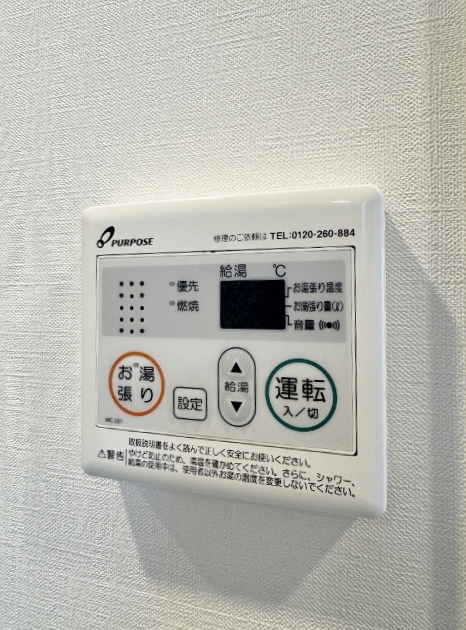 PURPOSE
修理のご依頼は TEL:0120-260-884
給湯 ℃
優先
お湯張り温度
燃焼
お湯張り量(ℓ)
音量
お湯張り
設定
給湯
運転
入/切
MC-281
取扱説明書をよく読んで正しく安全にお使いください。
警告 やけど防止のため、湯温を確かめてください。さらに、シャワー、
給湯の使用中は、使用者以外お湯の温度を変更しないでください。